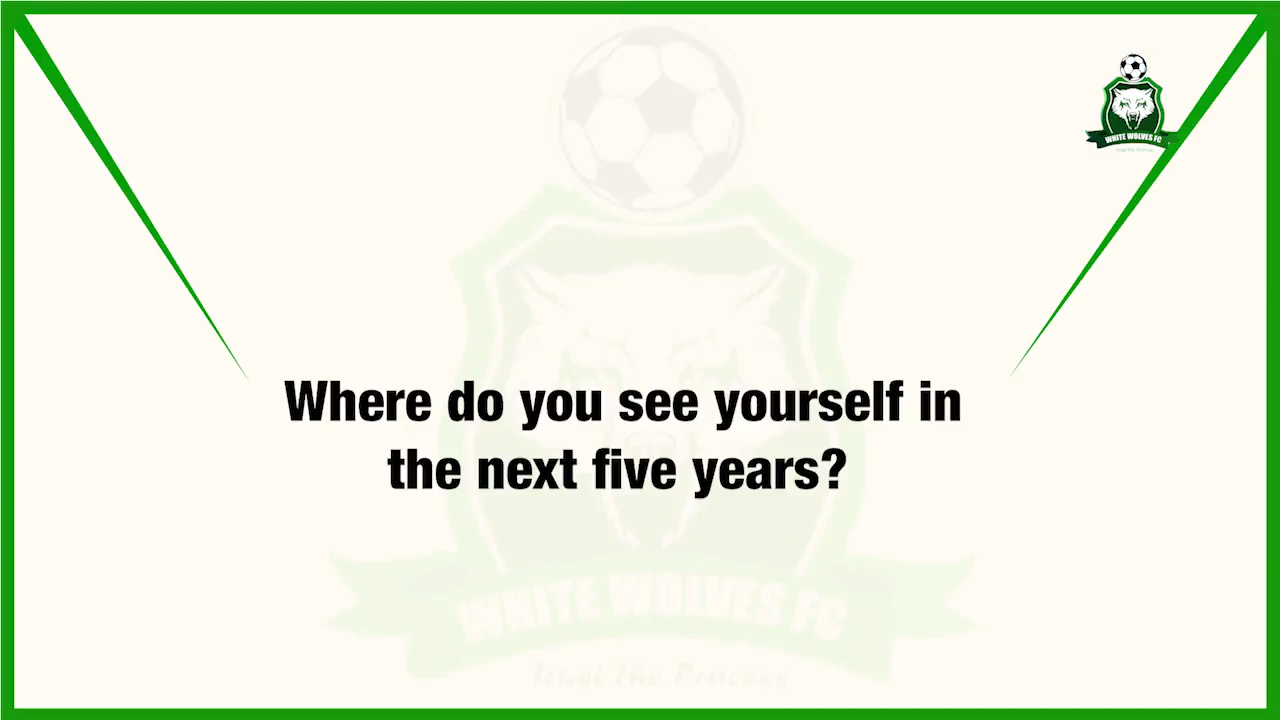 WHITE WOLVES FC
Where do you see yourself in
the next five years?
WHITE WOLVES FC
Trust The Process